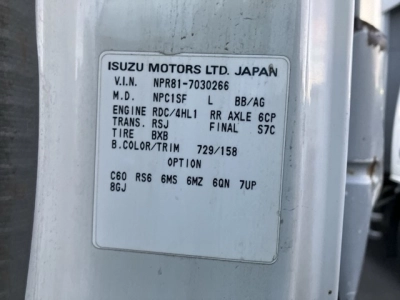 ISUZU MOTORS LTD. JAPAN
V.I.N. NPR81-7030266
M.D. NPC1SF L BB/AG
ENGINE RDC/4HL1 RR AXLE 6CP
TRANS. RSJ FINAL S7C
TIRE BXB
B.COLOR/TRIM 729/158
OPTION
C60 RS6 6MS 6MZ 6QN 7UP
8GJ